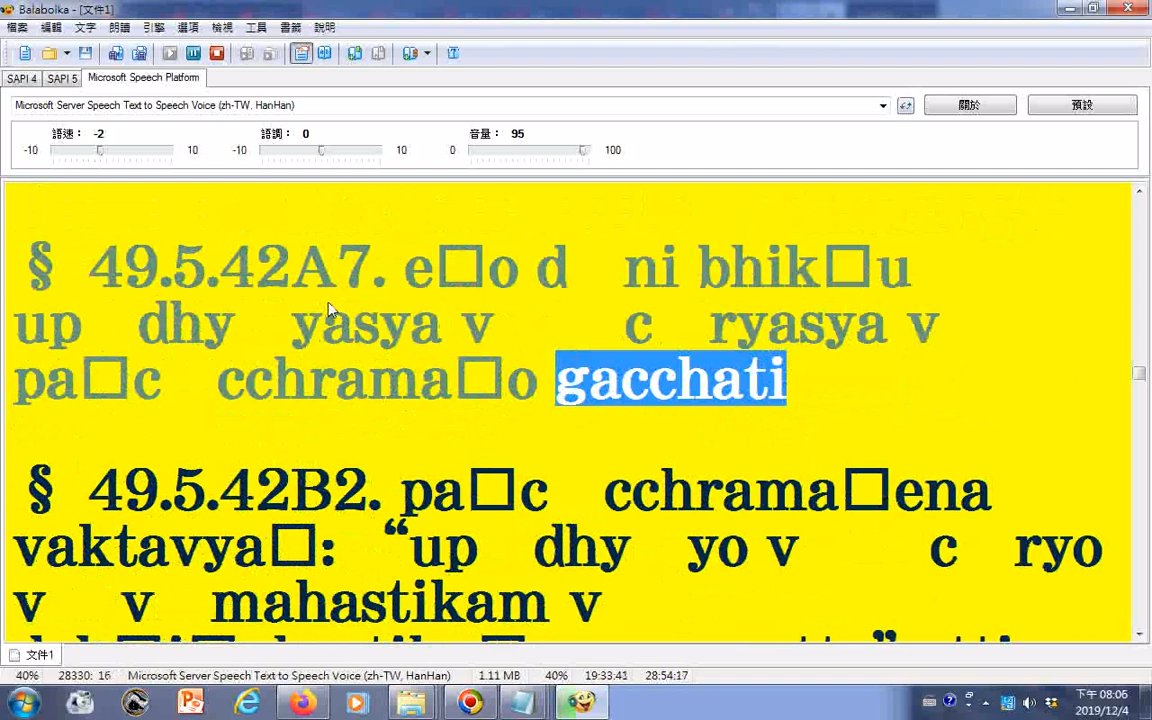 Balabolka - [文件1]
檔案 編輯 文字 朗讀 引擎 選項 檢視 工具 書籤 說明
SAPI 4 SAPI 5 Microsoft Speech Platform
Microsoft Server Speech Text to Speech Voice (zh-TW, HanHan) 關於 預設
語速： -2 語調： 0 音量： 95
-10 10 -10 10 0 100
§ 49.5.42A7. e□o d ni bhik□u
up dhy yasya v c ryasya v
pa□c cchrama□o gacchati
§ 49.5.42B2. pa□c cchrama□ena
vaktavya□: “up dhy yo v c ryo
v v mahastikam v
文件1
40% 28330: 16 Microsoft Server Speech Text to Speech Voice (zh-TW, HanHan) 1.11 MB 40% 19:33:41 28:54:17
下午 08:06
2019/12/4